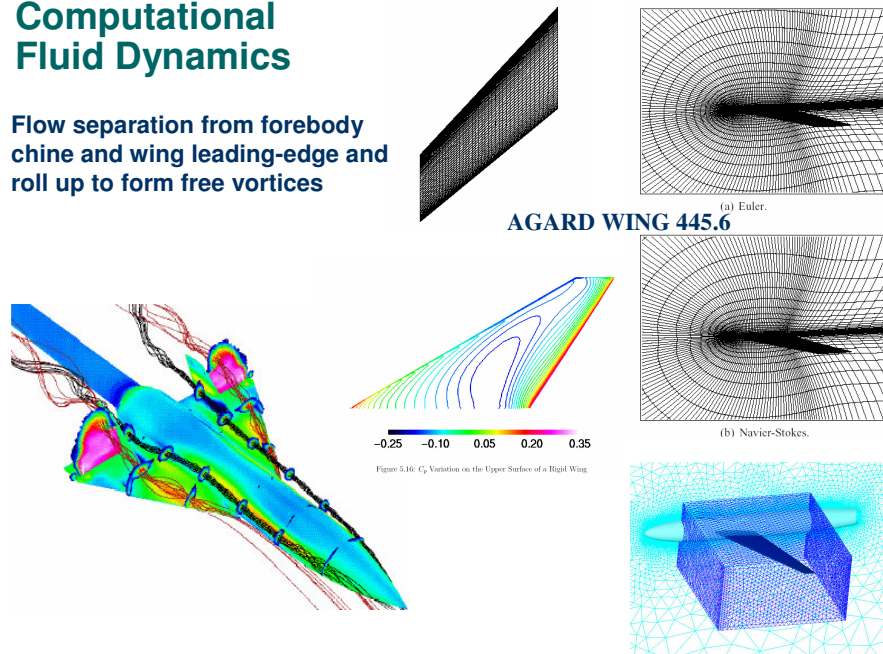 Computational
Fluid Dynamics
Flow separation from forebody
chine and wing leading-edge and
roll up to form free vortices
(a) Euler.
AGARD WING 445.6
−0.25 −0.10 0.05 0.20 0.35
Figure 5.16: Cp Variation on the Upper Surface of a Rigid Wing
(b) Navier-Stokes.